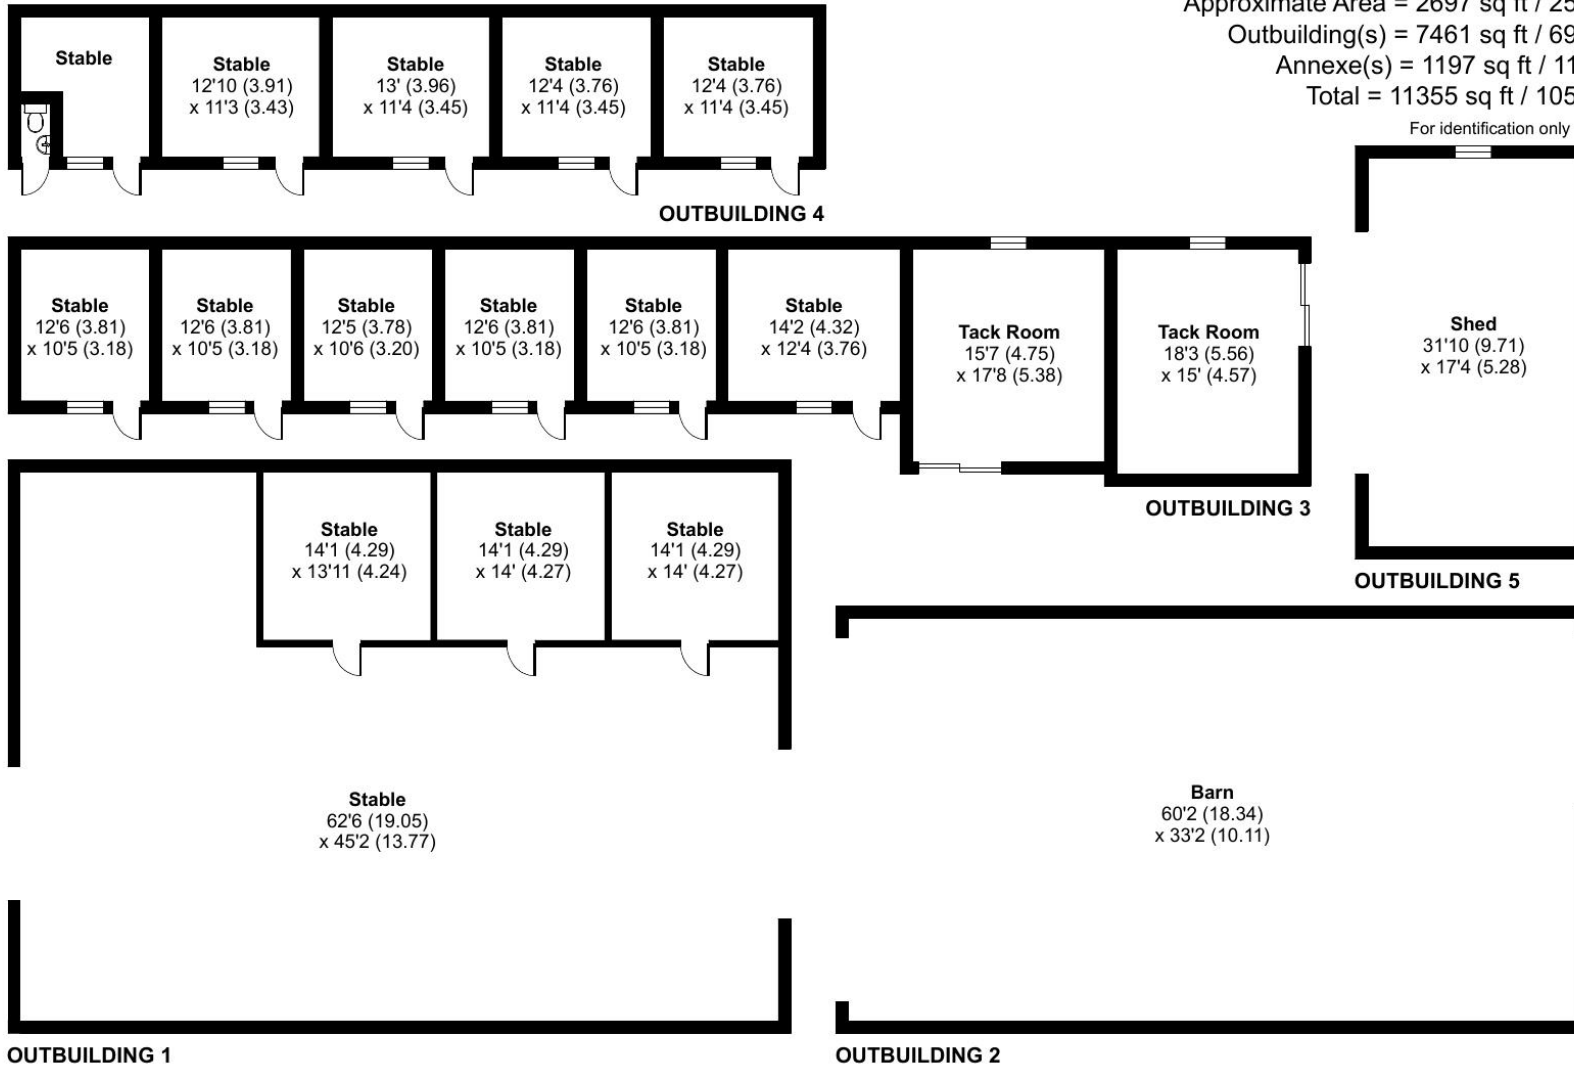 Approximate Area = 2697 sq ft / 25
Outbuilding(s) = 7461 sq ft / 69
Annexe(s) = 1197 sq ft / 11
Total = 11355 sq ft / 105
For identification only
Stable
Stable
12'10 (3.91)
x 11'3 (3.43)
Stable
13' (3.96)
x 11'4 (3.45)
Stable
12'4 (3.76)
x 11'4 (3.45)
Stable
12'4 (3.76)
x 11'4 (3.45)
OUTBUILDING 4
Stable
12'6 (3.81)
x 10'5 (3.18)
Stable
12'6 (3.81)
x 10'5 (3.18)
Stable
12'5 (3.78)
x 10'6 (3.20)
Stable
12'6 (3.81)
x 10'5 (3.18)
Stable
12'6 (3.81)
x 10'5 (3.18)
Stable
14'2 (4.32)
x 12'4 (3.76)
Tack Room
15'7 (4.75)
x 17'8 (5.38)
Tack Room
18'3 (5.56)
x 15' (4.57)
OUTBUILDING 3
Shed
31'10 (9.71)
x 17'4 (5.28)
OUTBUILDING 5
Stable
14'1 (4.29)
x 13'11 (4.24)
Stable
14'1 (4.29)
x 14' (4.27)
Stable
14'1 (4.29)
x 14' (4.27)
Stable
62'6 (19.05)
x 45'2 (13.77)
OUTBUILDING 1
Barn
60'2 (18.34)
x 33'2 (10.11)
OUTBUILDING 2